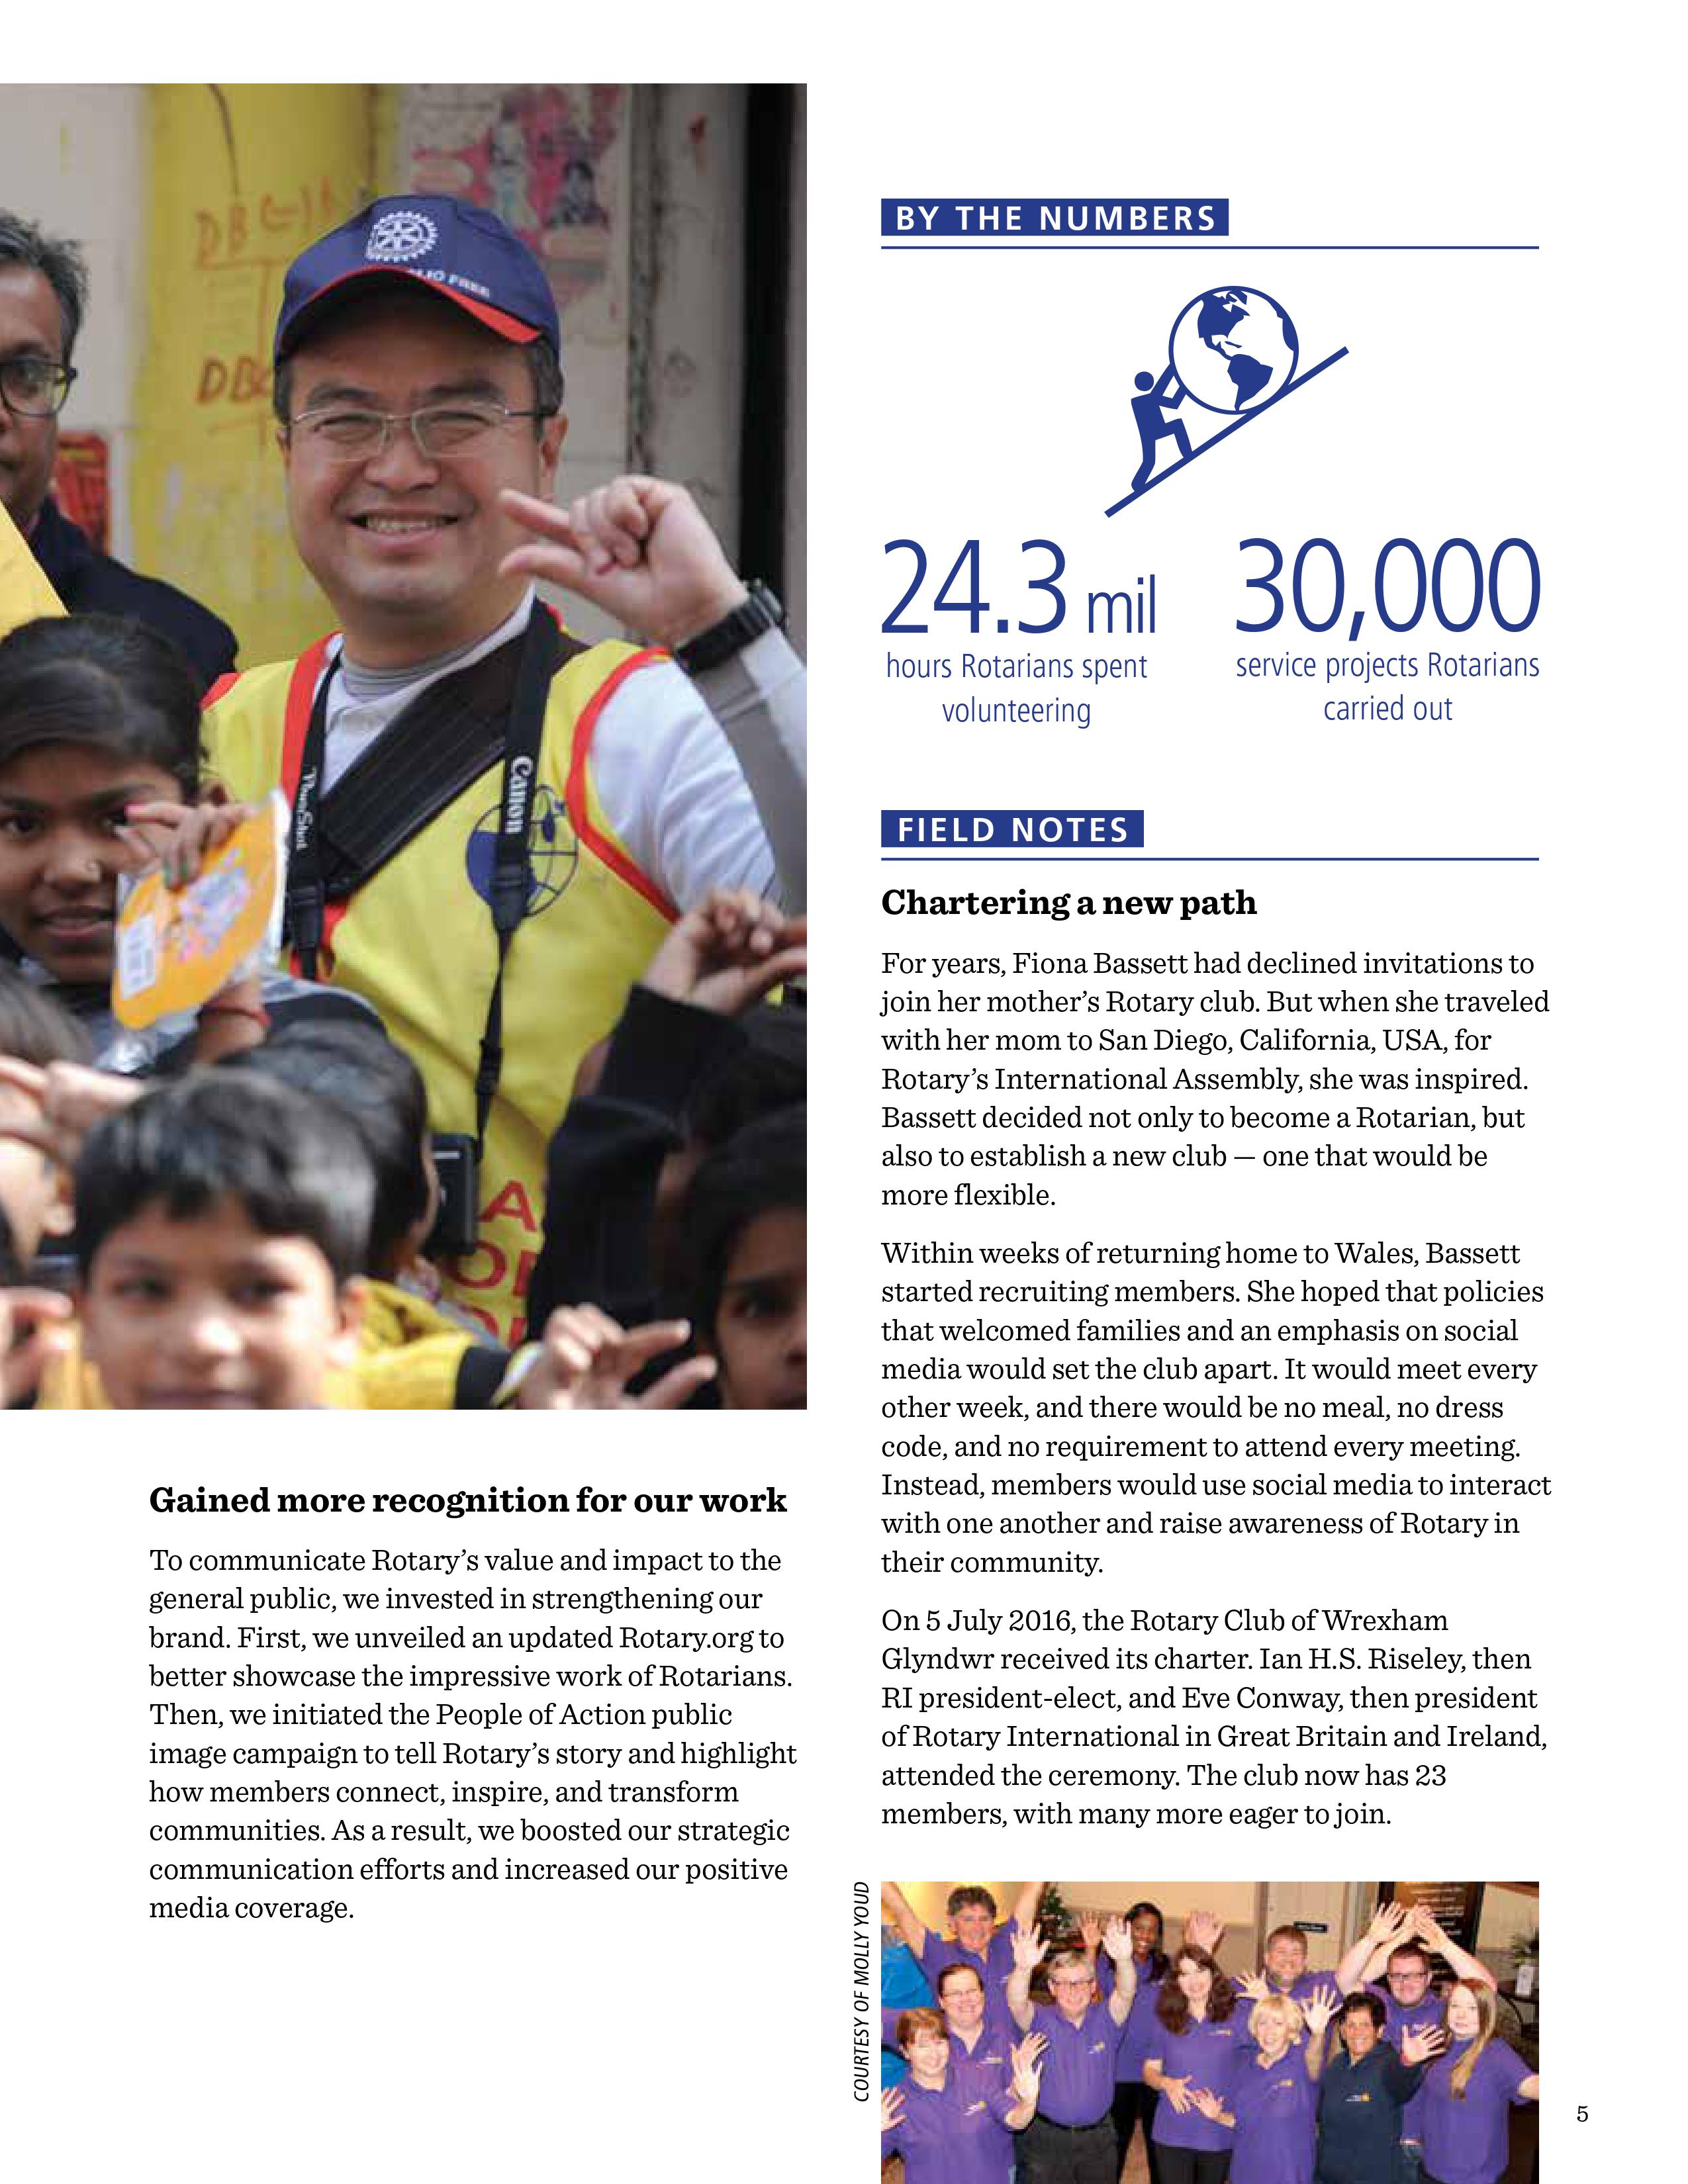 DBC-1
DBC
LIO FREE
Canon
PowerShot
A
Gained more recognition for our work
To communicate Rotary’s value and impact to the
general public, we invested in strengthening our
brand. First, we unveiled an updated Rotary.org to
better showcase the impressive work of Rotarians.
Then, we initiated the People of Action public
image campaign to tell Rotary’s story and highlight
how members connect, inspire, and transform
communities. As a result, we boosted our strategic
communication efforts and increased our positive
media coverage.
BY THE NUMBERS
24.3 mil
hours Rotarians spent
volunteering
30,000
service projects Rotarians
carried out
FIELD NOTES
Chartering a new path
For years, Fiona Bassett had declined invitations to
join her mother’s Rotary club. But when she traveled
with her mom to San Diego, California, USA, for
Rotary’s International Assembly, she was inspired.
Bassett decided not only to become a Rotarian, but
also to establish a new club — one that would be
more flexible.
Within weeks of returning home to Wales, Bassett
started recruiting members. She hoped that policies
that welcomed families and an emphasis on social
media would set the club apart. It would meet every
other week, and there would be no meal, no dress
code, and no requirement to attend every meeting.
Instead, members would use social media to interact
with one another and raise awareness of Rotary in
their community.
On 5 July 2016, the Rotary Club of Wrexham
Glyndwr received its charter. Ian H.S. Riseley, then
RI president-elect, and Eve Conway, then president
of Rotary International in Great Britain and Ireland,
attended the ceremony. The club now has 23
members, with many more eager to join.
COURTESY OF MOLLY YOUD
5